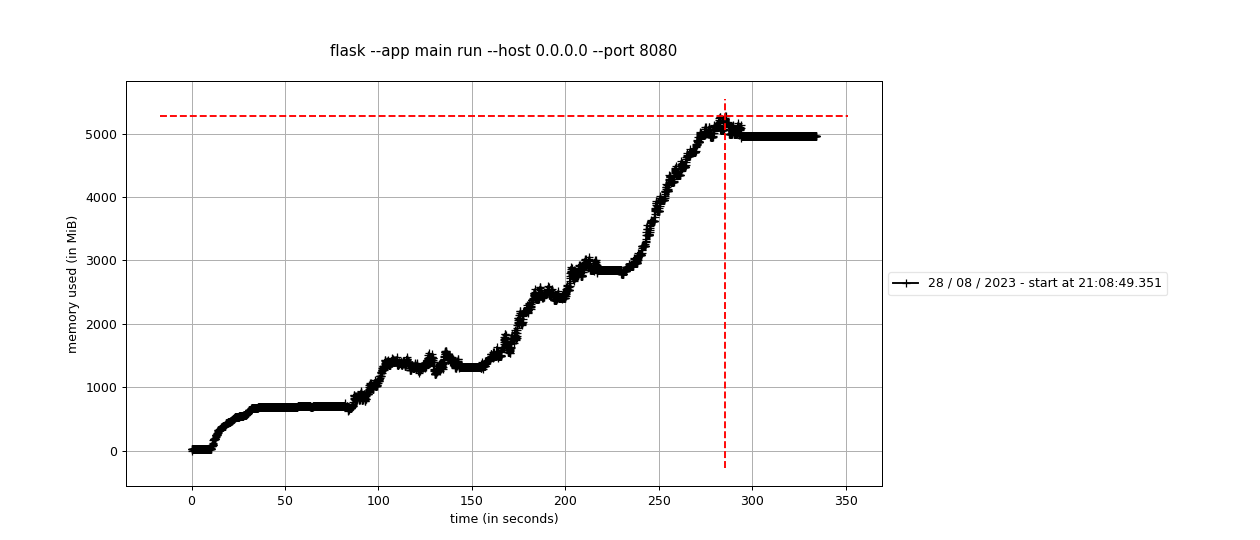 flask --app main run --host 0.0.0.0 --port 8080
memory used (in MiB)
5000
4000
3000
2000
1000
0
28 / 08 / 2023 - start at 21:08:49.351
0 50 100 150 200 250 300 350
time (in seconds)